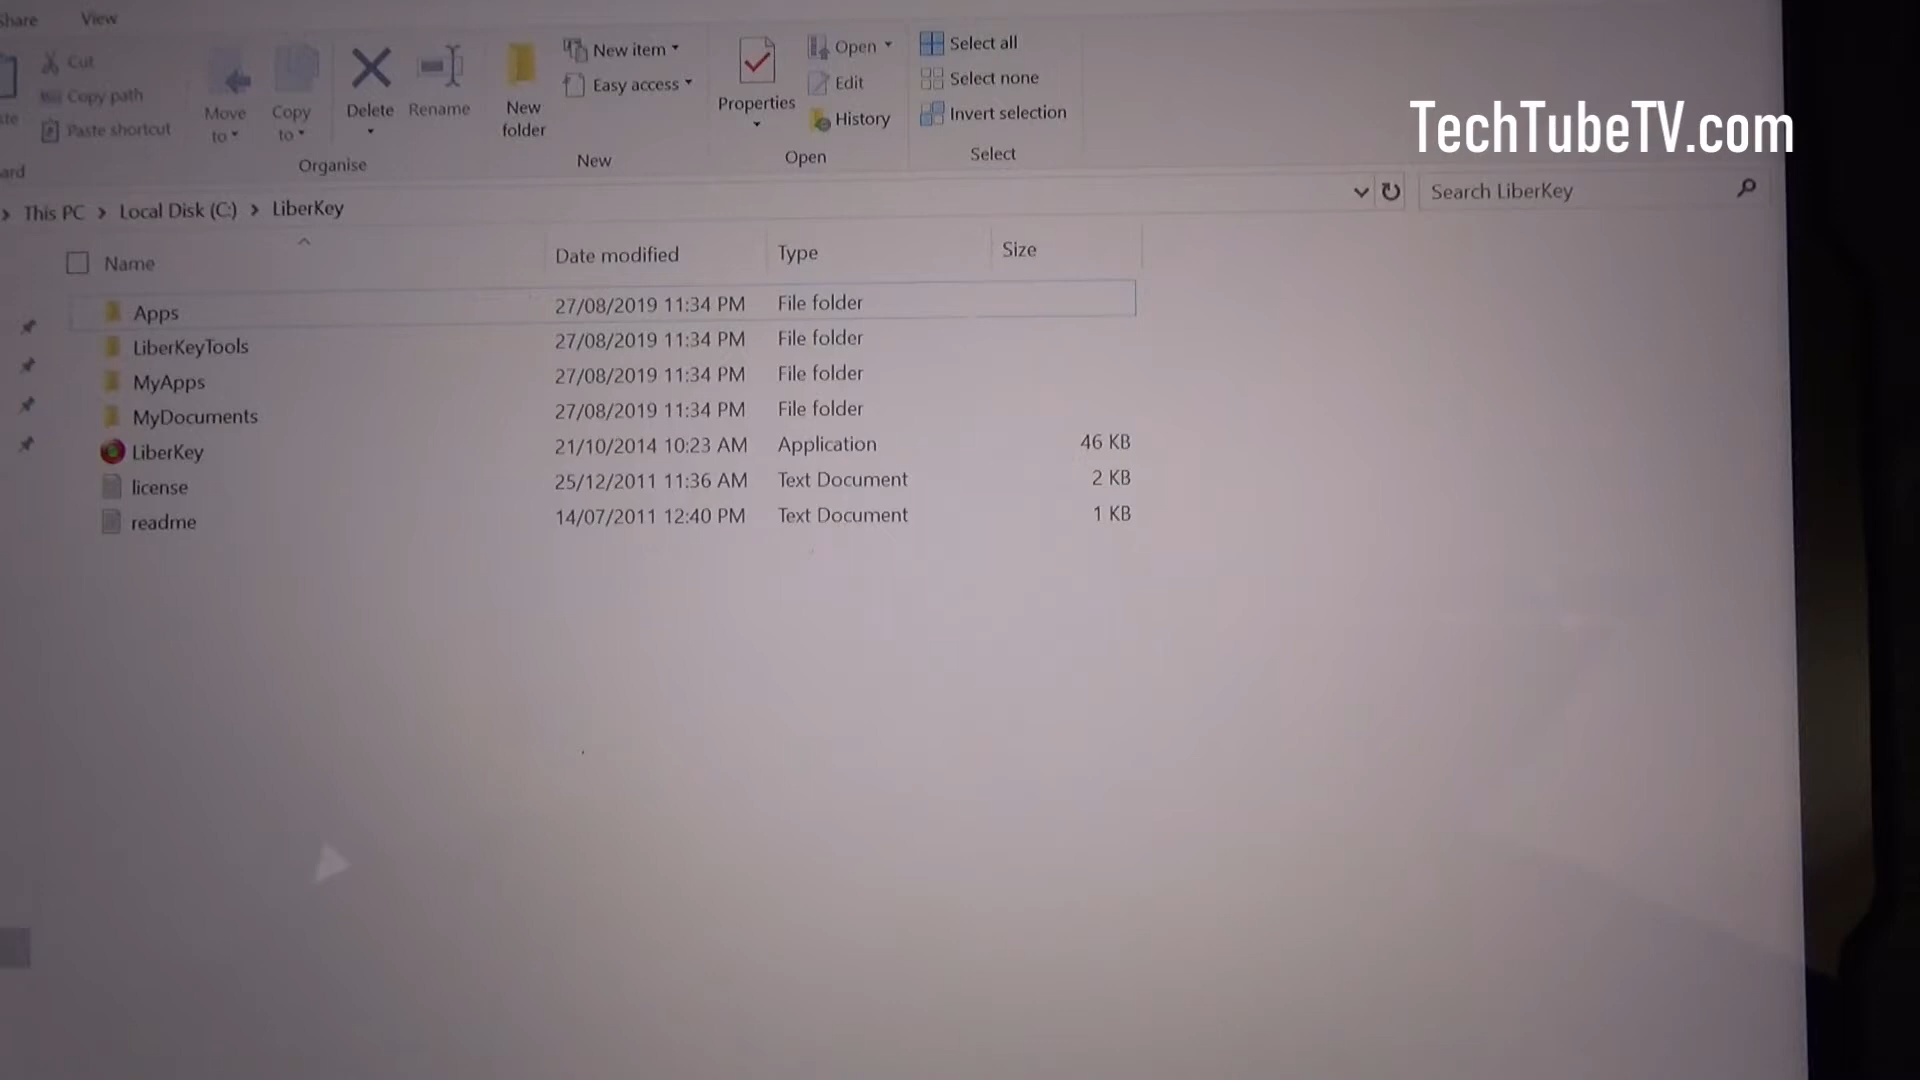 Share View
Cut
Copy path
Paste shortcut
Move to
Copy to
Delete
Rename
New folder
New item
Easy access
Properties
Open
Edit
History
Select all
Select none
Invert selection
Organise
New
Open
Select
TechTubeTV.com
This PC > Local Disk (C:) > LiberKey
Search LiberKey
Name Date modified Type Size
Apps 27/08/2019 11:34 PM File folder
LiberKeyTools 27/08/2019 11:34 PM File folder
MyApps 27/08/2019 11:34 PM File folder
MyDocuments 27/08/2019 11:34 PM File folder
LiberKey 21/10/2014 10:23 AM Application 46 KB
license 25/12/2011 11:36 AM Text Document 2 KB
readme 14/07/2011 12:40 PM Text Document 1 KB